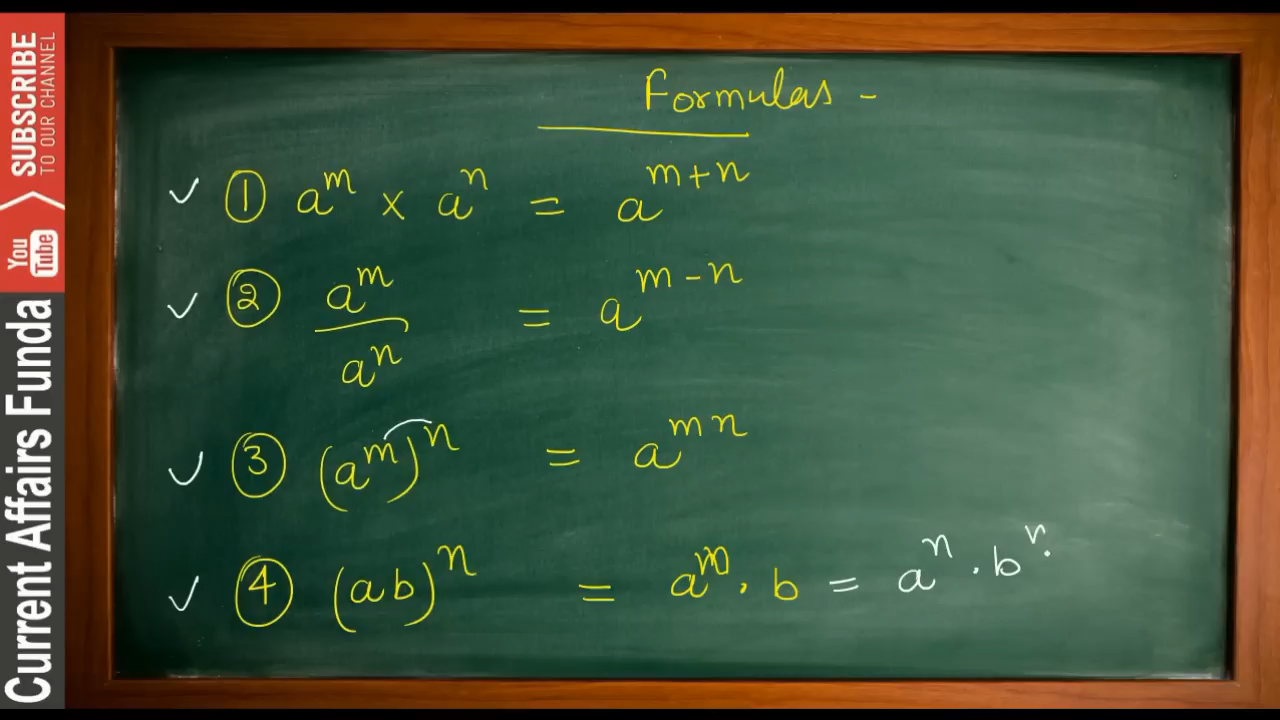 SUBSCRIBE
TO OUR CHANNEL
You Tube
Current Affairs Funda
Formulas -
① aᵐ × aⁿ = aᵐ⁺ⁿ
② aᵐ / aⁿ = aᵐ⁻ⁿ
③ (aᵐ)ⁿ = aᵐⁿ
④ (ab)ⁿ = aᵐ · b = aⁿ · bⁿ